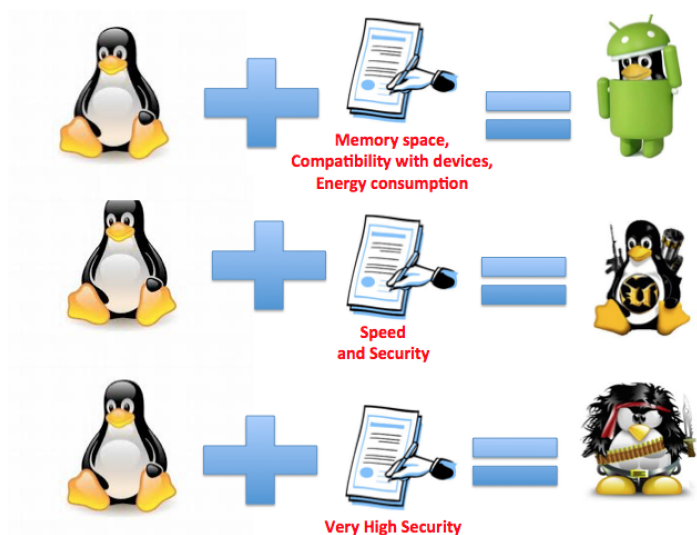 Memory space,
Compatibility with devices,
Energy consumption
Speed
and Security
Very High Security